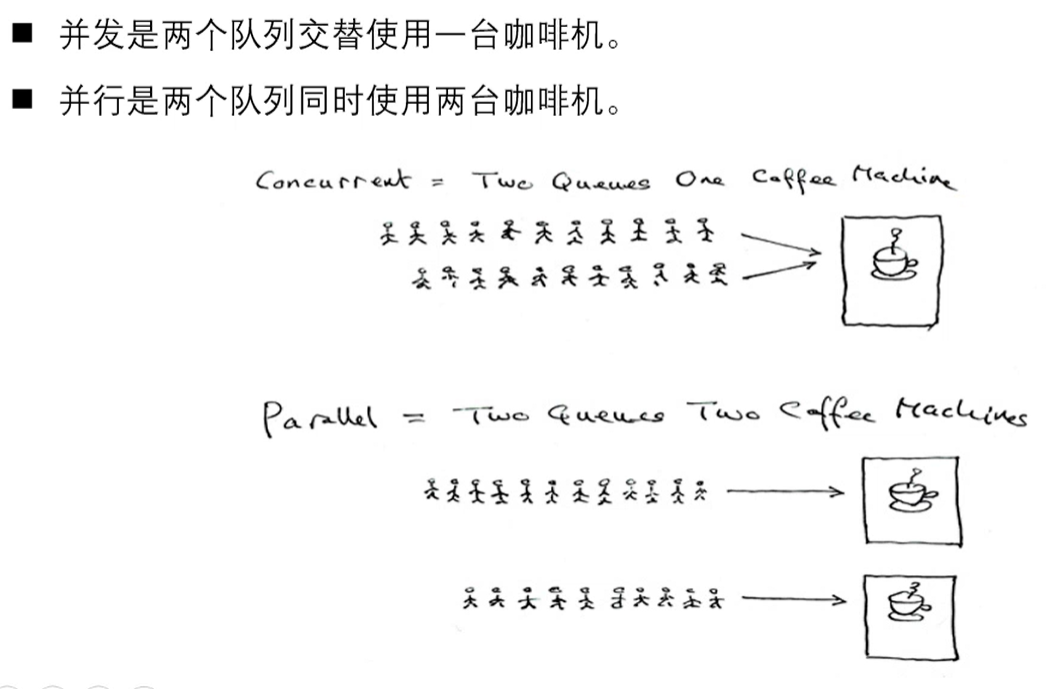 并发是两个队列交替使用一台咖啡机。
并行是两个队列同时使用两台咖啡机。
Concurrent = Two Queues One Coffee Machine
Parallel = Two Queues Two Coffee Machines